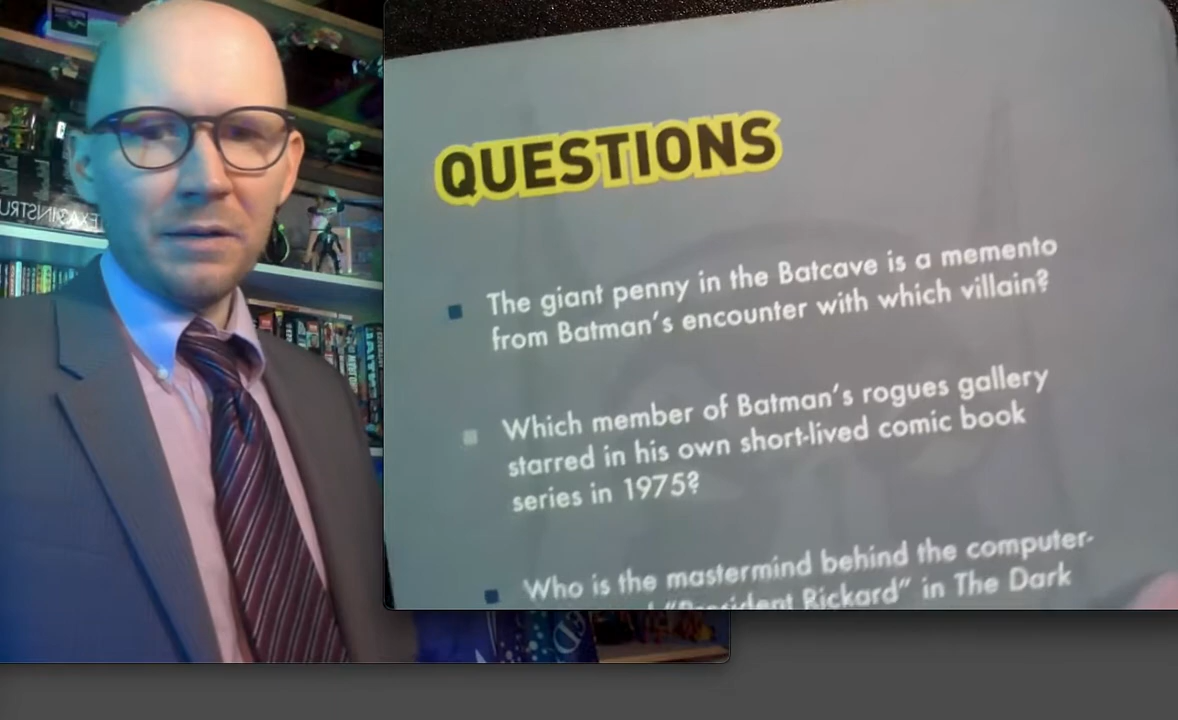 QUESTIONS
The giant penny in the Batcave is a memento
from Batman's encounter with which villain?
Which member of Batman's rogues gallery
starred in his own short-lived comic book
series in 1975?
Who is the mastermind behind the computer-
"President Rickard" in The Dark